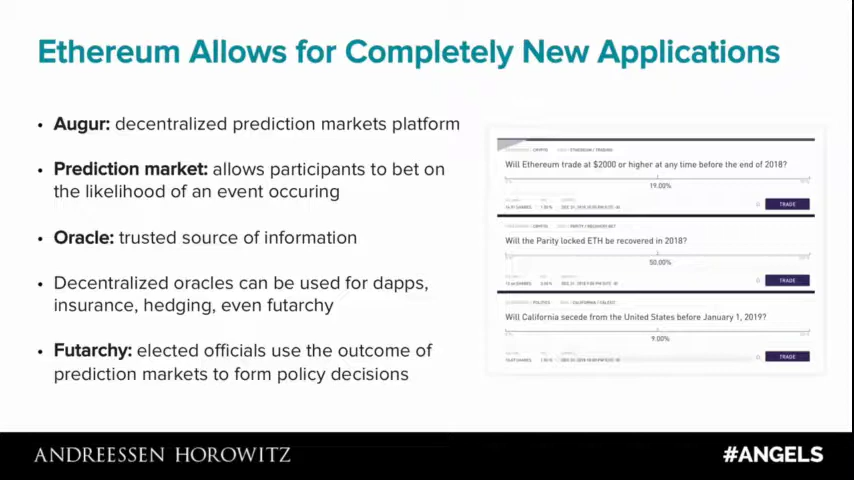 Ethereum Allows for Completely New Applications
• Augur: decentralized prediction markets platform
• Prediction market: allows participants to bet on
the likelihood of an event occuring
• Oracle: trusted source of information
• Decentralized oracles can be used for dapps,
insurance, hedging, even futarchy
• Futarchy: elected officials use the outcome of
prediction markets to form policy decisions
CRYPTO ETHEREUM / TRADING
Will Ethereum trade at $2000 or higher at any time before the end of 2018?
19.00%
TRADE
CRYPTO
Will the Parity locked ETH be recovered in 2018?
50.00%
TRADE
POLITICS
Will California secede from the United States before January 1, 2019?
9.00%
TRADE
ANDREESSEN HOROWITZ
#ANGELS